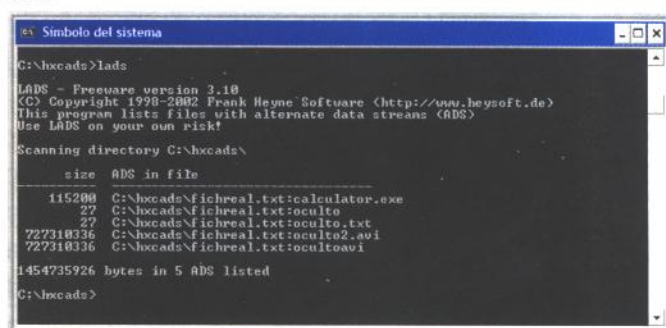 Símbolo del sistema
C:\hxcads>lads
LADS - Freeware version 3.10
(C) Copyright 1998-2002 Frank Heyne Software (http://www.heysoft.de)
This program lists files with alternate data streams (ADS)
Use LADS on your own risk!
Scanning directory C:\hxcads\
size ADS in file
115200 C:\hxcads\fichreal.txt:calculator.exe
27 C:\hxcads\fichreal.txt:oculto
27 C:\hxcads\fichreal.txt:oculto.txt
727310336 C:\hxcads\fichreal.txt:oculto2.avi
727310336 C:\hxcads\fichreal.txt:ocultoavi
1454735926 bytes in 5 ADS listed
C:\hxcads>